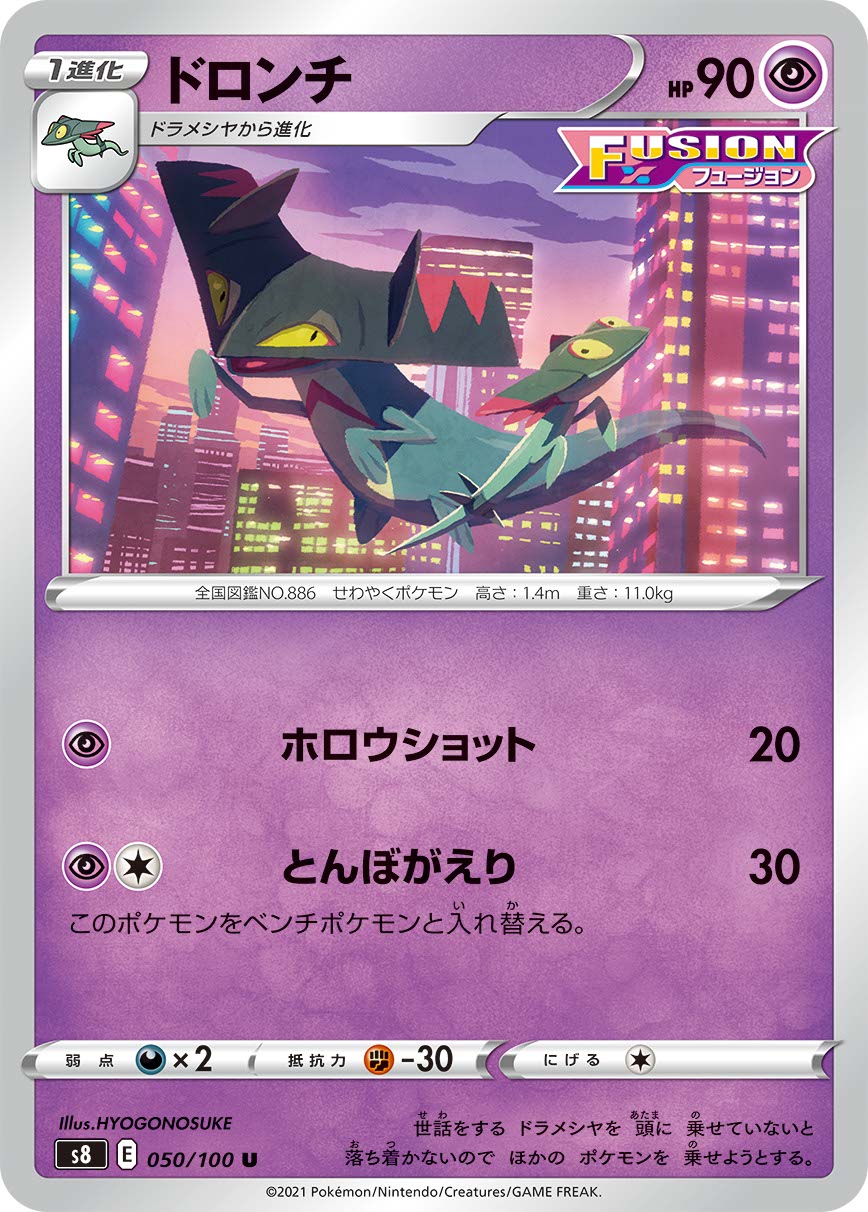 1進化
ドロンチ
HP 90
ドラメシヤから進化
FUSION
フュージョン
全国図鑑NO.886 せわやくポケモン 高さ：1.4m 重さ：11.0kg
ホロウショット 20
とんぼがえり 30
このポケモンをベンチポケモンと入れ替える。
弱点 ×2 抵抗力 -30 にげる
Illus.HYOGONOSUKE
s8 E 050/100 U
世話をする ドラメシヤを 頭に 乗せていないと
落ち着かないので ほかの ポケモンを 乗せようとする。
©2021 Pokémon/Nintendo/Creatures/GAME FREAK.